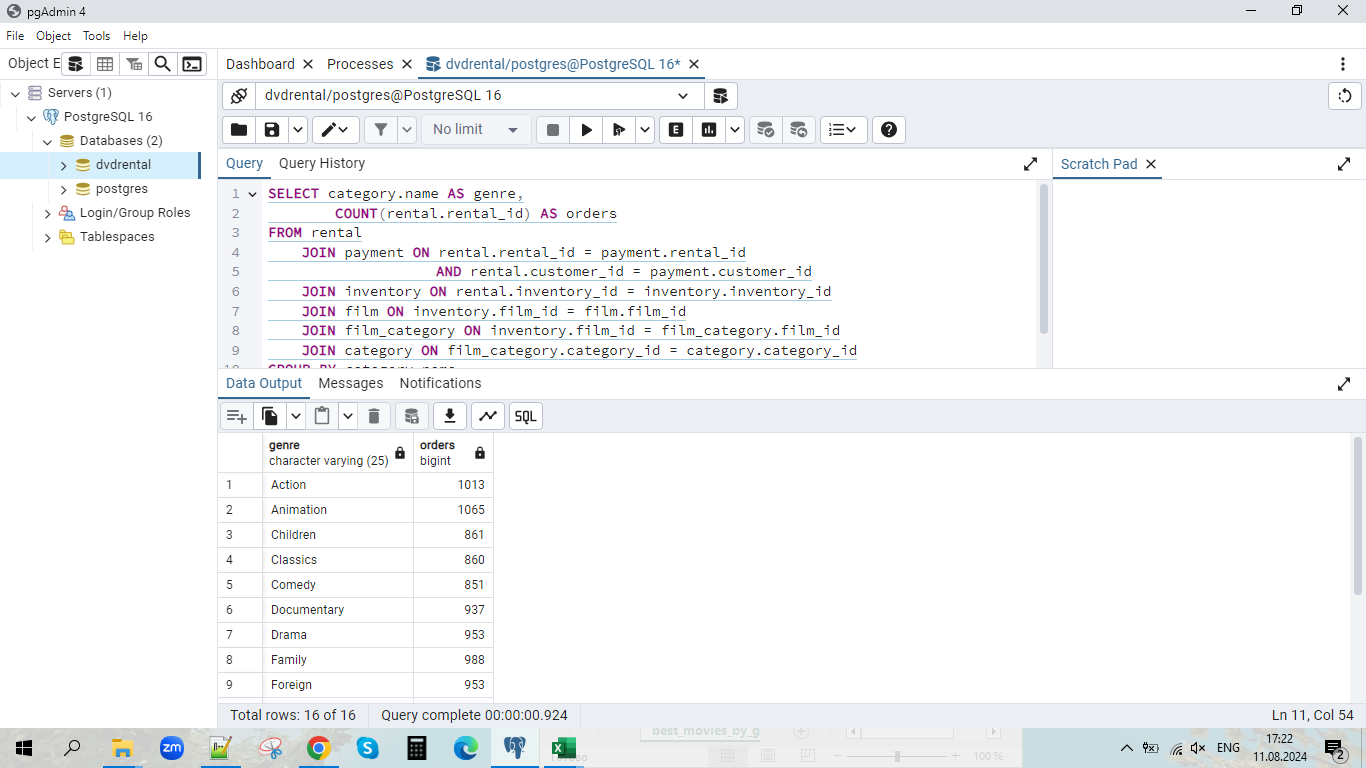 pgAdmin 4
File Object Tools Help
Object E
Dashboard Processes dvdrental/postgres@PostgreSQL 16*
Servers (1)
PostgreSQL 16
Databases (2)
dvdrental
postgres
Login/Group Roles
Tablespaces
dvdrental/postgres@PostgreSQL 16
No limit
E
Query Query History
Scratch Pad
1 SELECT category.name AS genre,
2 COUNT(rental.rental_id) AS orders
3 FROM rental
4 JOIN payment ON rental.rental_id = payment.rental_id
5 AND rental.customer_id = payment.customer_id
6 JOIN inventory ON rental.inventory_id = inventory.inventory_id
7 JOIN film ON inventory.film_id = film.film_id
8 JOIN film_category ON inventory.film_id = film_category.film_id
9 JOIN category ON film_category.category_id = category.category_id
10 GROUP BY category.name
Data Output Messages Notifications
SQL
genre orders
character varying (25) bigint
1 Action 1013
2 Animation 1065
3 Children 861
4 Classics 860
5 Comedy 851
6 Documentary 937
7 Drama 953
8 Family 988
9 Foreign 953
Total rows: 16 of 16 Query complete 00:00:00.924 Ln 11, Col 54
best_movies_by_g
zm
100 %
ENG
17:22
11.08.2024
2